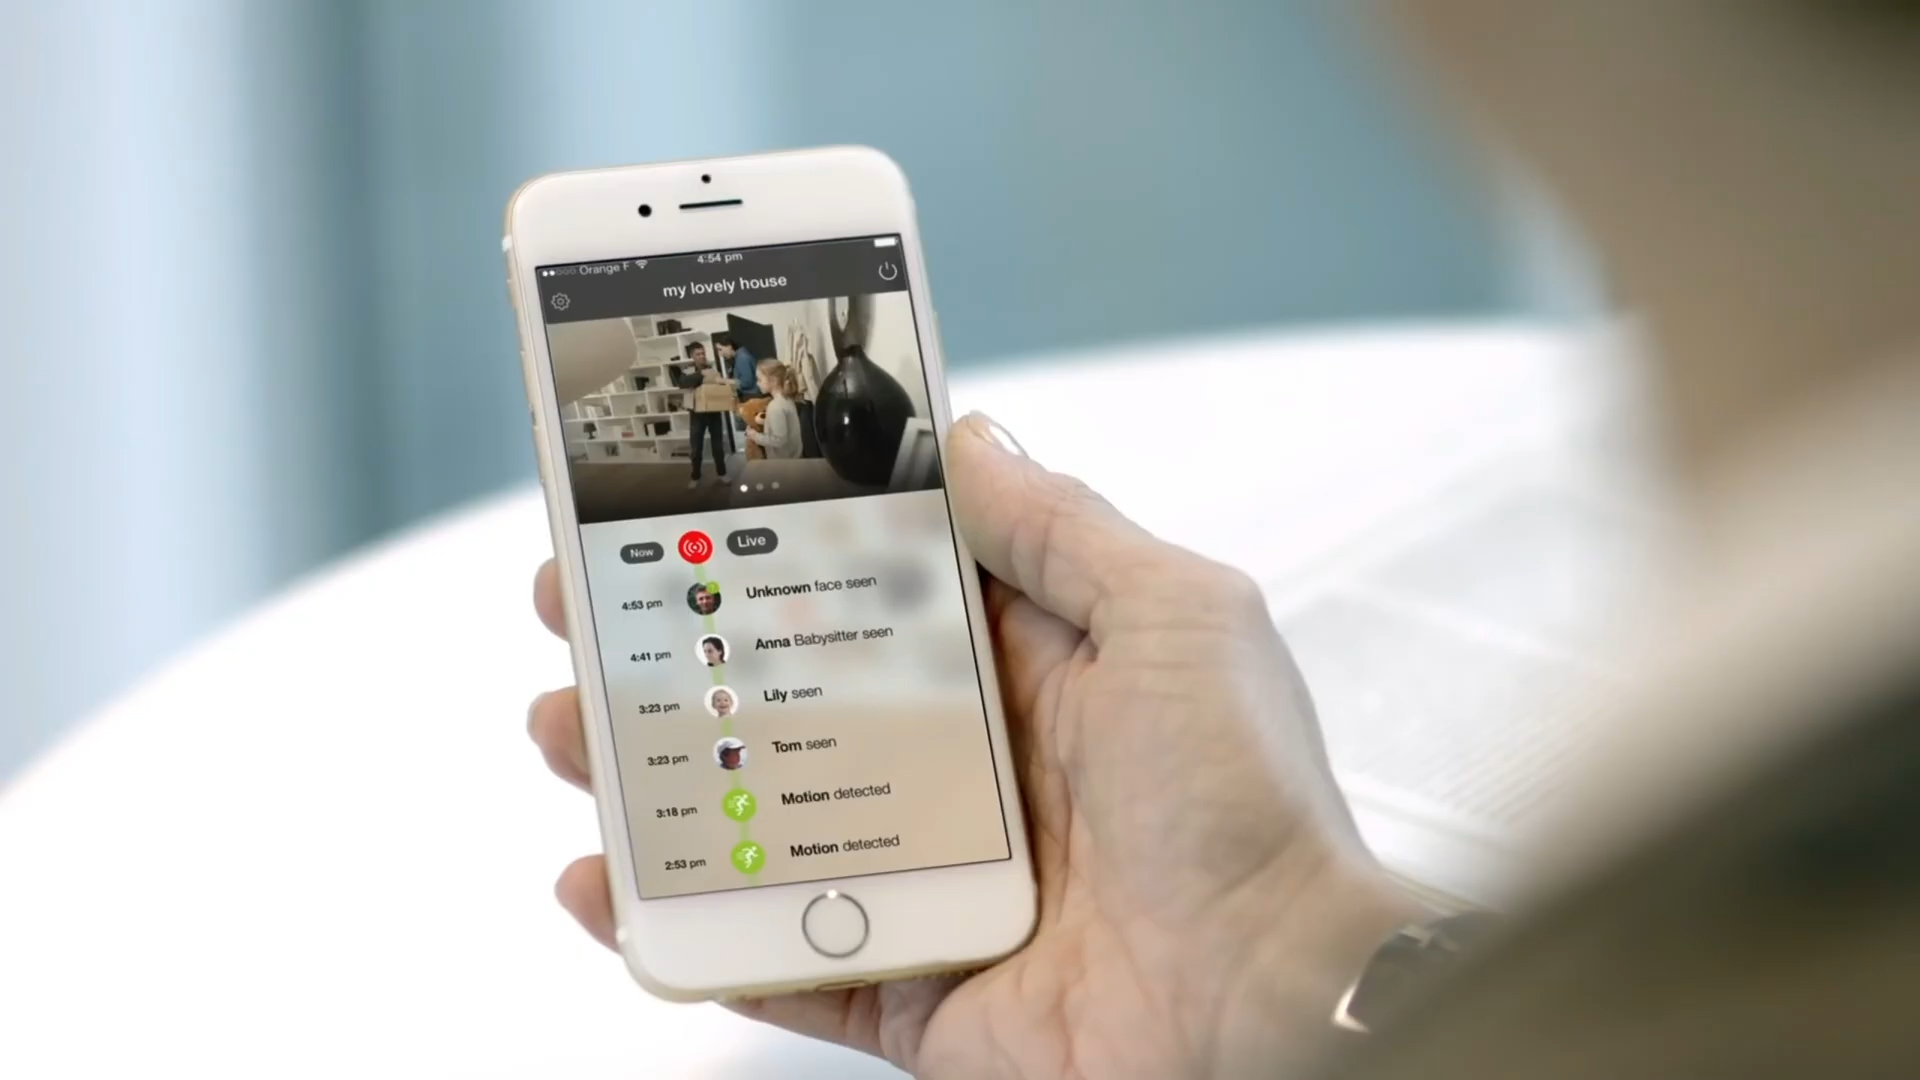 Orange F 4:54 pm
my lovely house
Now Live
4:53 pm Unknown face seen
4:41 pm Anna Babysitter seen
3:23 pm Lily seen
3:23 pm Tom seen
3:18 pm Motion detected
2:53 pm Motion detected